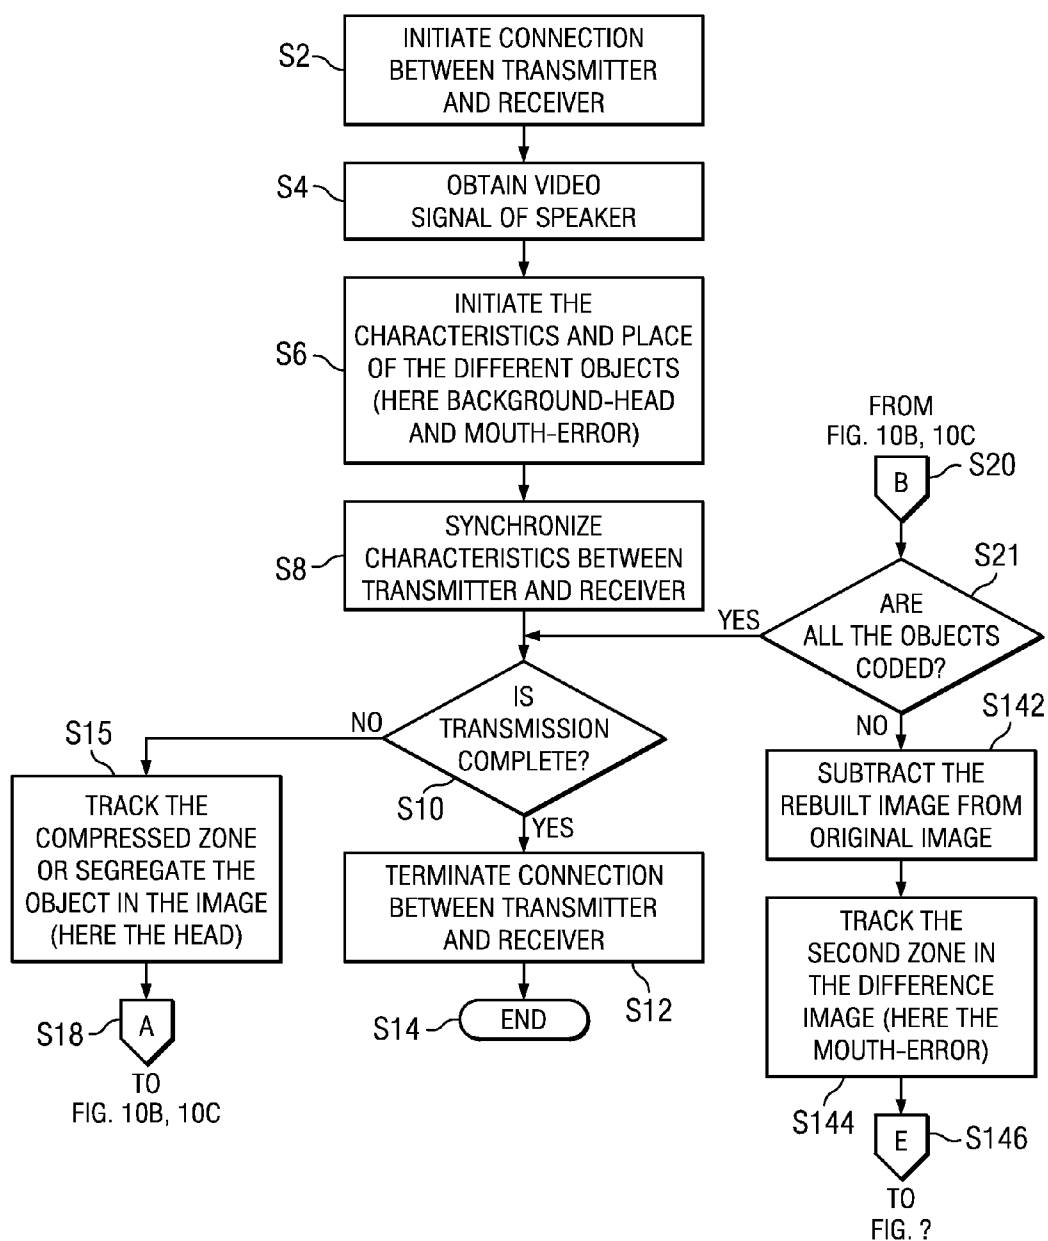 S2
INITIATE CONNECTION
BETWEEN TRANSMITTER
AND RECEIVER
S4
OBTAIN VIDEO
SIGNAL OF SPEAKER
S6
INITIATE THE
CHARACTERISTICS AND PLACE
OF THE DIFFERENT OBJECTS
(HERE BACKGROUND-HEAD
AND MOUTH-ERROR)
S8
SYNCHRONIZE
CHARACTERISTICS BETWEEN
TRANSMITTER AND RECEIVER
FROM
FIG. 10B, 10C
B
S20
S21
ARE
ALL THE OBJECTS
CODED?
YES
NO
IS
TRANSMISSION
COMPLETE?
S10
NO
YES
S15
TRACK THE
COMPRESSED ZONE
OR SEGREGATE THE
OBJECT IN THE IMAGE
(HERE THE HEAD)
S18
A
TO
FIG. 10B, 10C
TERMINATE CONNECTION
BETWEEN TRANSMITTER
AND RECEIVER
S12
S14
END
S142
SUBTRACT THE
REBUILT IMAGE FROM
ORIGINAL IMAGE
TRACK THE
SECOND ZONE IN
THE DIFFERENCE
IMAGE (HERE THE
MOUTH-ERROR)
S144
E
S146
TO
FIG. ?